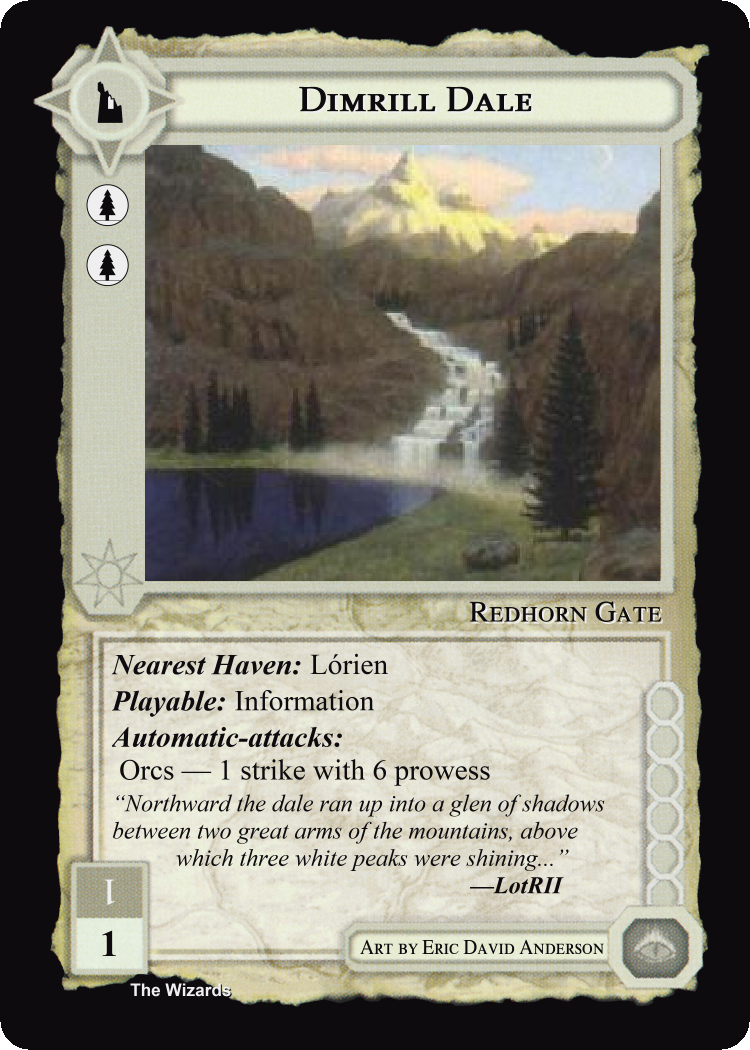 Dimrill Dale
Redhorn Gate
Nearest Haven: Lórien
Playable: Information
Automatic-attacks:
Orcs — 1 strike with 6 prowess
“Northward the dale ran up into a glen of shadows
between two great arms of the mountains, above
which three white peaks were shining...”
—LotRII
1
1
Art by Eric David Anderson
The Wizards